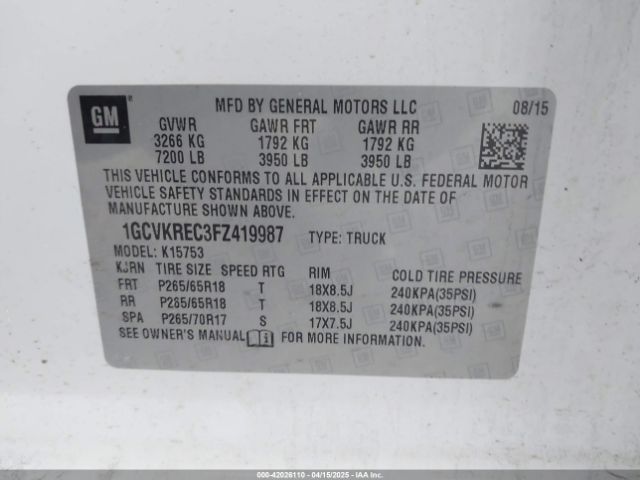 GM
MFD BY GENERAL MOTORS LLC 08/15
GVWR GAWR FRT GAWR RR
3266 KG 1792 KG 1792 KG
7200 LB 3950 LB 3950 LB
THIS VEHICLE CONFORMS TO ALL APPLICABLE U.S. FEDERAL MOTOR
VEHICLE SAFETY STANDARDS IN EFFECT ON THE DATE OF
MANUFACTURE SHOWN ABOVE.
1GCVKREC3FZ419987 TYPE: TRUCK
MODEL: K15753
KJRN TIRE SIZE SPEED RTG RIM COLD TIRE PRESSURE
FRT P265/65R18 T 18X8.5J 240KPA(35PSI)
RR P265/65R18 T 18X8.5J 240KPA(35PSI)
SPA P265/70R17 S 17X7.5J 240KPA(35PSI)
SEE OWNER'S MANUAL FOR MORE INFORMATION.
000-42026110 - 04/15/2025 - IAAI.COM